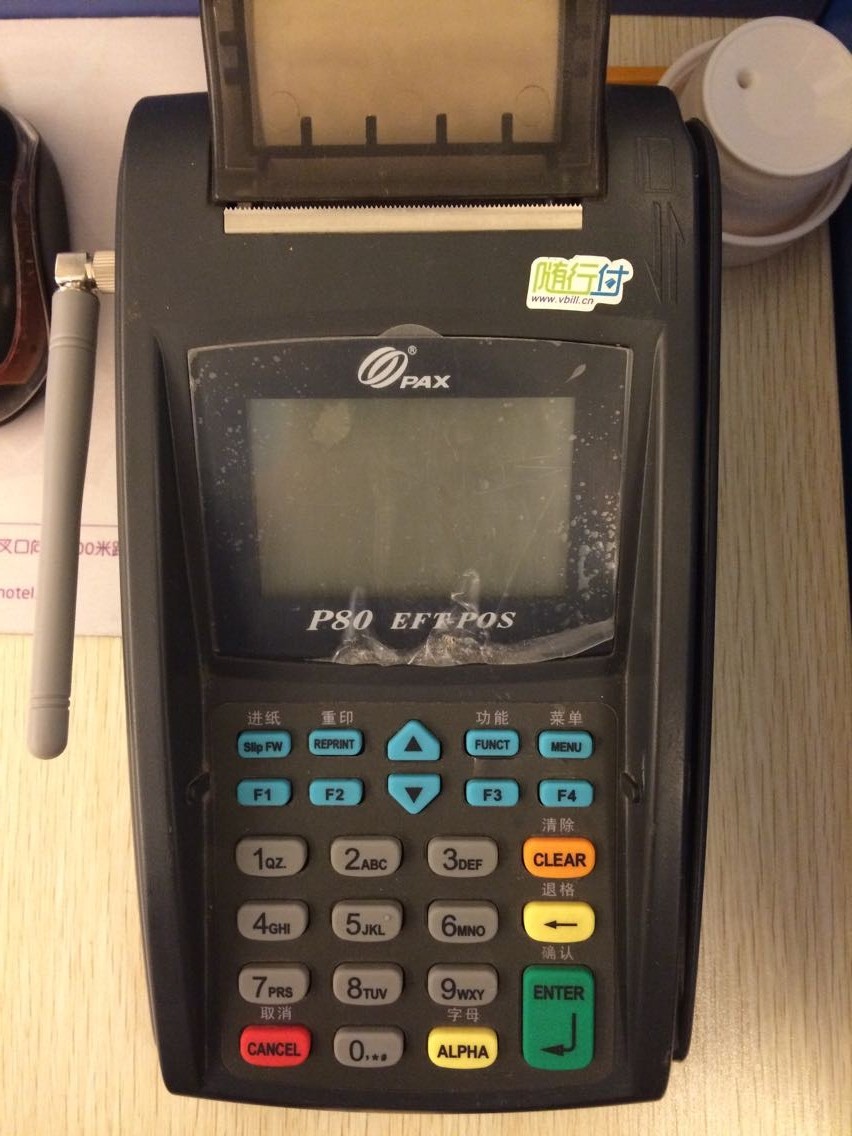 随行付
www.vbill.cn
PAX®
P80 EFT-POS
米
hotel
进纸 重印 功能 菜单
Slip FW REPRINT FUNCT MENU
F1 F2 F3 F4
清除
1QZ. 2ABC 3DEF CLEAR
退格
4GHI 5JKL 6MNO ←
确认
7PRS 8TUV 9WXY ENTER
取消 字母
CANCEL 0,*# ALPHA